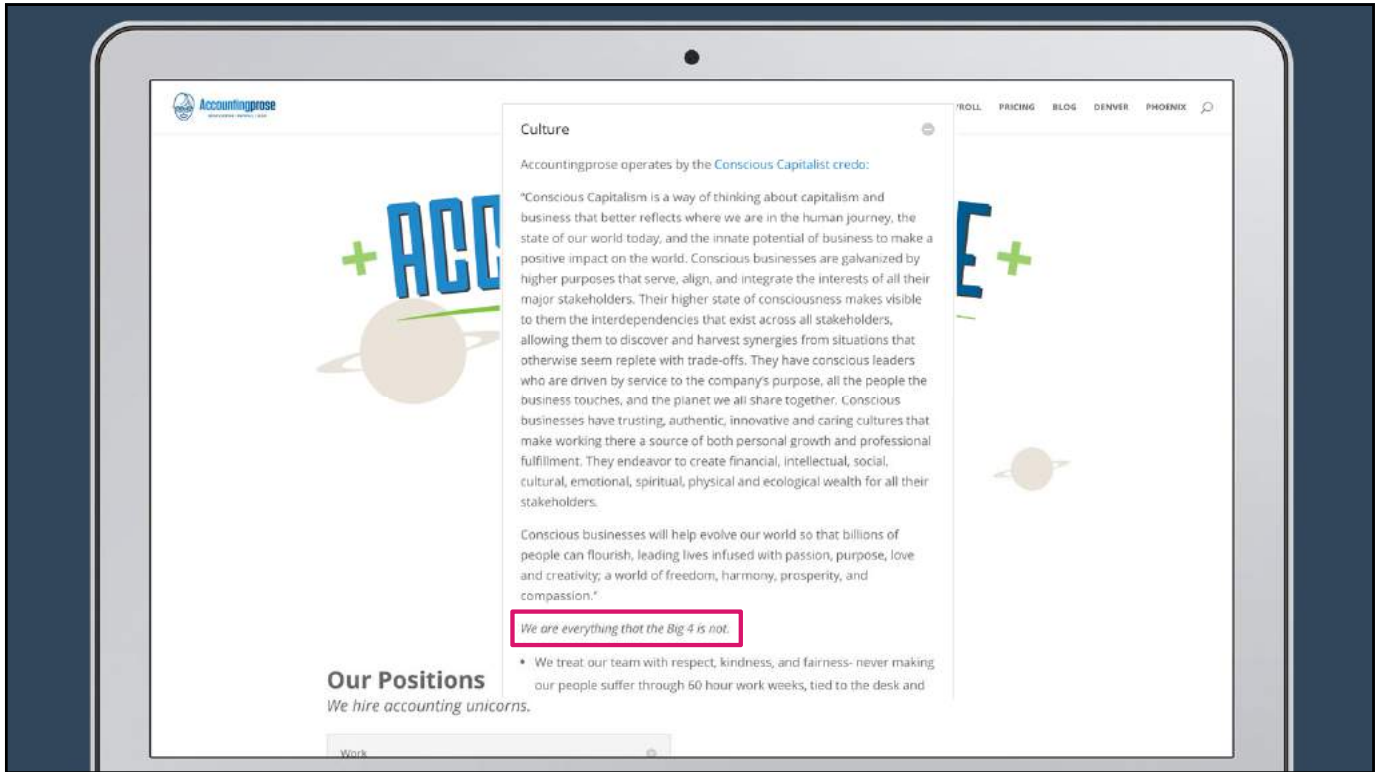 Accountingprose
'ROLL PRICING BLOG DENVER PHOENIX
Culture
Accountingprose operates by the Conscious Capitalist credo:
"Conscious Capitalism is a way of thinking about capitalism and
business that better reflects where we are in the human journey, the
state of our world today, and the innate potential of business to make a
positive impact on the world. Conscious businesses are galvanized by
higher purposes that serve, align, and integrate the interests of all their
major stakeholders. Their higher state of consciousness makes visible
to them the interdependencies that exist across all stakeholders,
allowing them to discover and harvest synergies from situations that
otherwise seem replete with trade-offs. They have conscious leaders
who are driven by service to the company's purpose, all the people the
business touches, and the planet we all share together. Conscious
businesses have trusting, authentic, innovative and caring cultures that
make working there a source of both personal growth and professional
fulfillment. They endeavor to create financial, intellectual, social,
cultural, emotional, spiritual, physical and ecological wealth for all their
stakeholders.
Conscious businesses will help evolve our world so that billions of
people can flourish, leading lives infused with passion, purpose, love
and creativity; a world of freedom, harmony, prosperity, and
compassion."
We are everything that the Big 4 is not.
• We treat our team with respect, kindness, and fairness- never making
our people suffer through 60 hour work weeks, tied to the desk and
+ ACC E +
Our Positions
We hire accounting unicorns.
Work